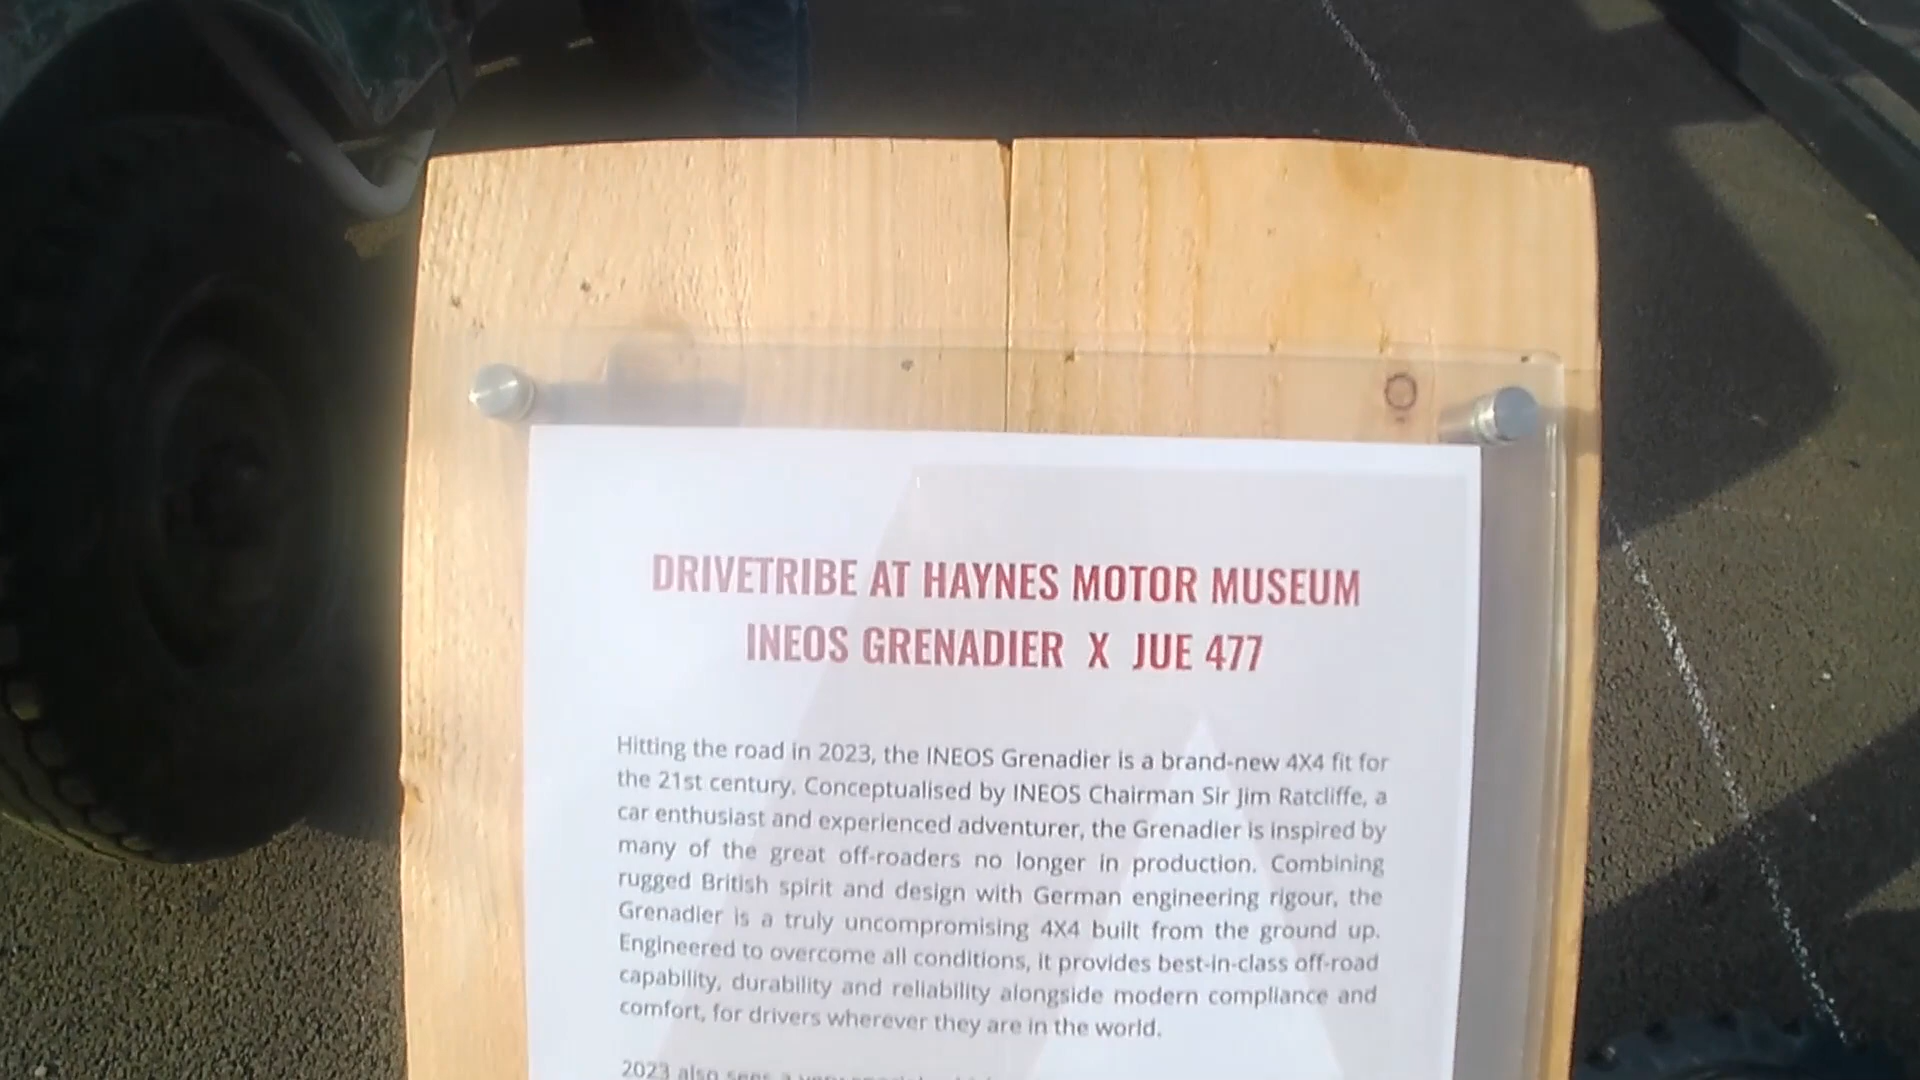 DRIVETRIBE AT HAYNES MOTOR MUSEUM
INEOS GRENADIER X JUE 477
Hitting the road in 2023, the INEOS Grenadier is a brand-new 4X4 fit for
the 21st century. Conceptualised by INEOS Chairman Sir Jim Ratcliffe, a
car enthusiast and experienced adventurer, the Grenadier is inspired by
many of the great off-roaders no longer in production. Combining
rugged British spirit and design with German engineering rigour, the
Grenadier is a truly uncompromising 4X4 built from the ground up.
Engineered to overcome all conditions, it provides best-in-class off-road
capability, durability and reliability alongside modern compliance and
comfort, for drivers wherever they are in the world.
2023 also sees a very special